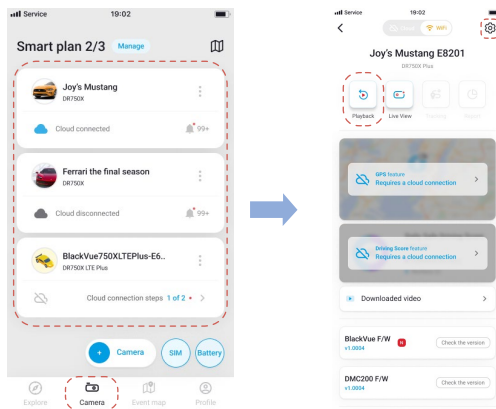 Service 19:02
Smart plan 2/3 Manage
Joy's Mustang
DR750X
Cloud connected 99+
Ferrari the final season
DR750X
Cloud disconnected 99+
BlackVue750XLTEPlus-E6..
DR750X LTE Plus
Cloud connection steps 1 of 2
Camera SIM Battery
Explore Camera Event map Profile
Service 19:02
Cloud WiFi
Joy's Mustang E8201
DR750X Plus
Playback Live View
GPS feature
Requires a cloud connection
Driving Score feature
Requires a cloud connection
Downloaded video
BlackVue F/W N Check the version
v1.0004
DMC200 F/W Check the version
v1.0004